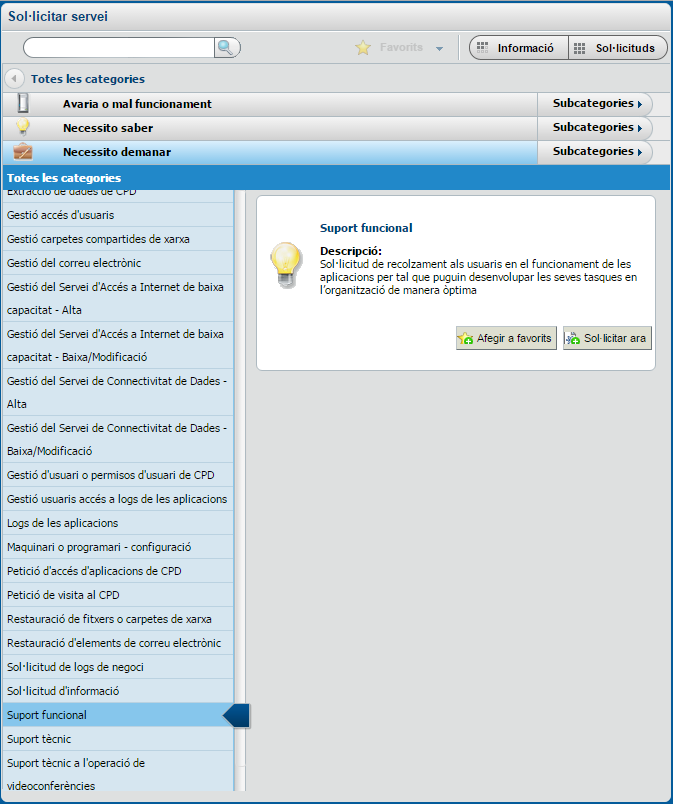 Sol·licitar servei
Favorits
Informació
Sol·licituds
Totes les categories
Avaria o mal funcionament
Subcategories
Necessito saber
Subcategories
Necessito demanar
Subcategories
Totes les categories
Extracció de dades de CPD
Gestió accés d'usuaris
Gestió carpetes compartides de xarxa
Gestió del correu electrònic
Gestió del Servei d'Accés a Internet de baixa
capacitat - Alta
Gestió del Servei d'Accés a Internet de baixa
capacitat - Baixa/Modificació
Gestió del Servei de Connectivitat de Dades -
Alta
Gestió del Servei de Connectivitat de Dades -
Baixa/Modificació
Gestió d'usuari o permisos d'usuari de CPD
Gestió usuaris accés a logs de les aplicacions
Logs de les aplicacions
Maquinari o programari - configuració
Petició d'accés d'aplicacions de CPD
Petició de visita al CPD
Restauració de fitxers o carpetes de xarxa
Restauració d'elements de correu electrònic
Sol·licitud de logs de negoci
Sol·licitud d'informació
Suport funcional
Suport tècnic
Suport tècnic a l'operació de
videoconferències
Suport funcional
Descripció:
Sol·licitud de recolzament als usuaris en el funcionament de les
aplicacions per tal que puguin desenvolupar les seves tasques en
l'organització de manera òptima
Afegir a favorits
Sol·licitar ara